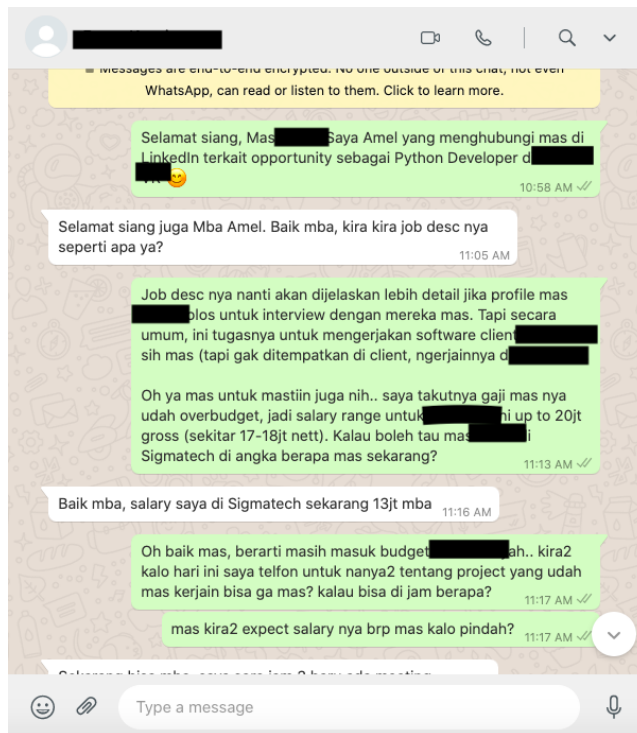 Messages are end-to-end encrypted. No one outside of this chat, not even
WhatsApp, can read or listen to them. Click to learn more.
Selamat siang, Mas Saya Amel yang menghubungi mas di
LinkedIn terkait opportunity sebagai Python Developer d
😊
10:58 AM
Selamat siang juga Mba Amel. Baik mba, kira kira job desc nya
seperti apa ya?
11:05 AM
Job desc nya nanti akan dijelaskan lebih detail jika profile mas
olos untuk interview dengan mereka mas. Tapi secara
umum, ini tugasnya untuk mengerjakan software client
sih mas (tapi gak ditempatkan di client, ngerjainnya d
Oh ya mas untuk mastiin juga nih.. saya takutnya gaji mas nya
udah overbudget, jadi salary range untuk ni up to 20jt
gross (sekitar 17-18jt nett). Kalau boleh tau mas i
Sigmatech di angka berapa mas sekarang?
11:13 AM
Baik mba, salary saya di Sigmatech sekarang 13jt mba
11:16 AM
Oh baik mas, berarti masih masuk budget ah.. kira2
kalo hari ini saya telfon untuk nanya2 tentang project yang udah
mas kerjain bisa ga mas? kalau bisa di jam berapa?
11:17 AM
mas kira2 expect salary nya brp mas kalo pindah?
11:17 AM
Type a message